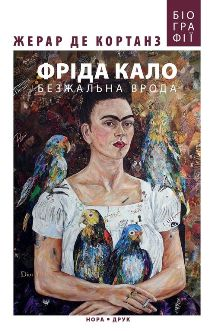 ЖЕРАР ДЕ КОРТАНЗ
БІО
ГРА
ФІЇ
ФРІДА КАЛО
БЕЗЖАЛЬНА ВРОДА
НОРА • ДРУК